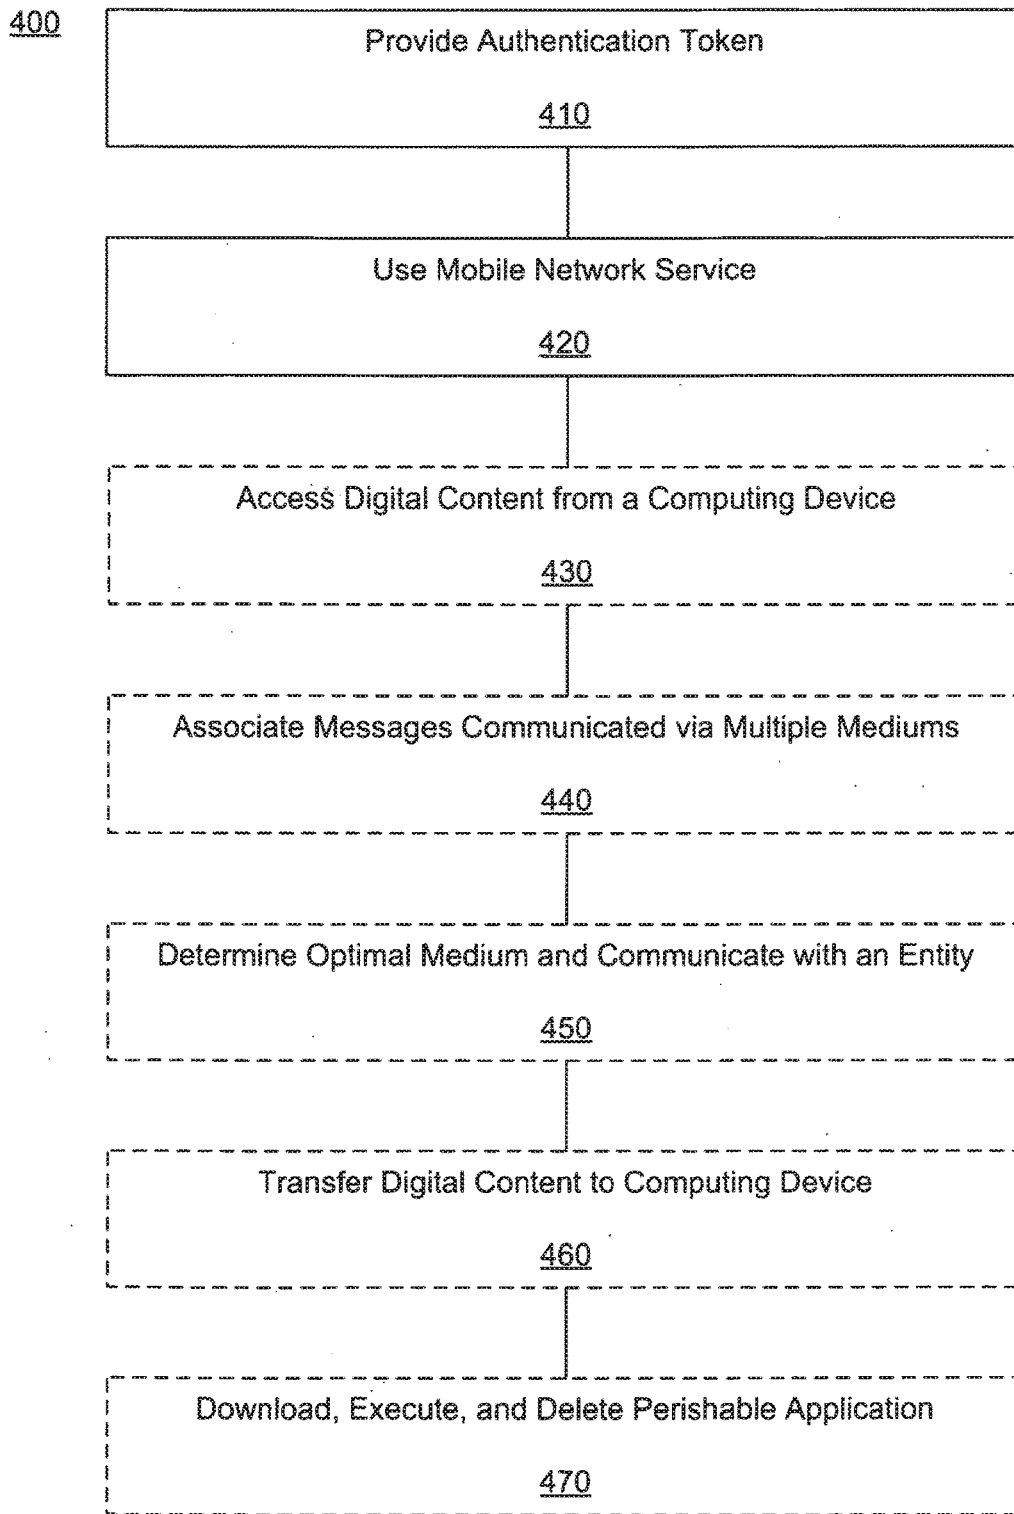 400
Provide Authentication Token
410
Use Mobile Network Service
420
Access Digital Content from a Computing Device
430
Associate Messages Communicated via Multiple Mediums
440
Determine Optimal Medium and Communicate with an Entity
450
Transfer Digital Content to Computing Device
460
Download, Execute, and Delete Perishable Application
470